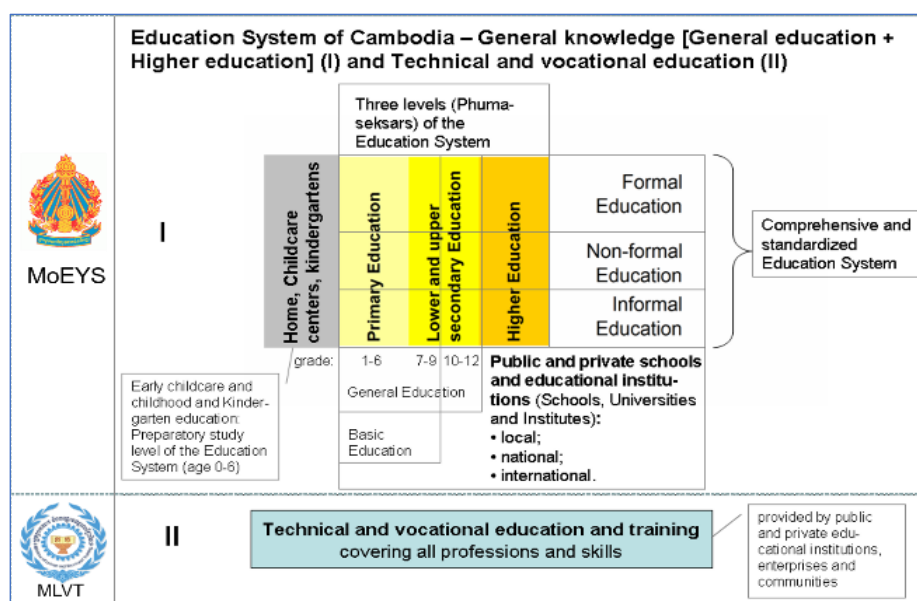 Education System of Cambodia – General knowledge [General education +
Higher education] (I) and Technical and vocational education (II)
Three levels (Phuma-
seksars) of the
Education System
MoEYS
I
Home, Childcare
centers, kindergartens
Primary Education
Lower and upper
secondary Education
Higher Education
Formal
Education
Non-formal
Education
Informal
Education
Comprehensive and
standardized
Education System
grade:
1-6
7-9
10-12
General Education
Basic
Education
Early childcare and
childhood and Kinder-
garten education:
Preparatory study
level of the Education
System (age 0-6)
Public and private schools
and educational institu-
tions (Schools, Universities
and Institutes):
• local;
• national;
• international.
MLVT
II
Technical and vocational education and training
covering all professions and skills
provided by public
and private edu-
cational institutions,
enterprises and
communities